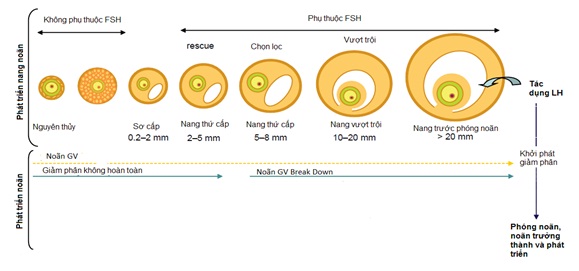 Không phụ thuộc FSH
Phụ thuộc FSH
Phát triển nang noãn
rescue
Chọn lọc
Vượt trội
Tác
dụng LH
Nguyên thủy
Sơ cấp
0.2–2 mm
Nang thứ cấp
2–5 mm
Nang thứ cấp
5–8 mm
Nang vượt trội
10–20 mm
Nang trước phóng noãn
> 20 mm
Phát triển noãn
Noãn GV
Khởi phát
giảm phân
Giảm phân không hoàn toàn
Noãn GV Break Down
Phóng noãn,
noãn trưởng
thành và phát
triển